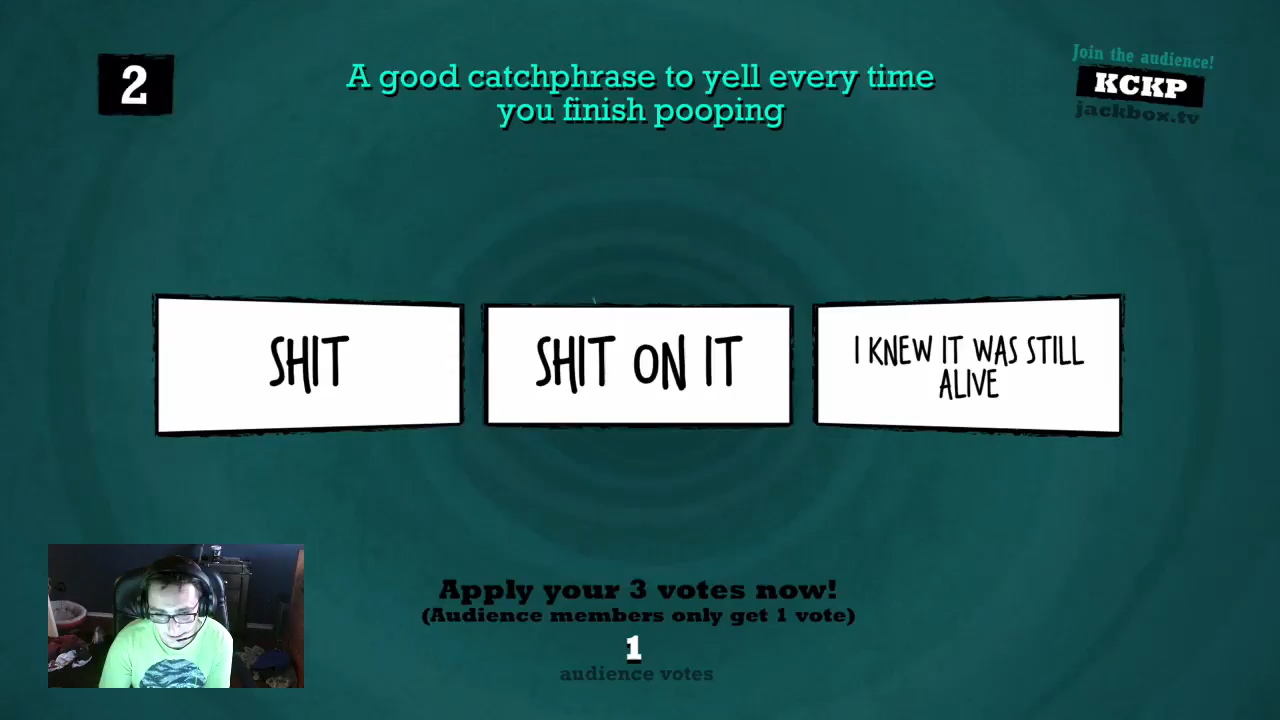 2
A good catchphrase to yell every time
you finish pooping
Join the audience!
KCKP
jackbox.tv
SHIT
SHIT ON IT
I KNEW IT WAS STILL
ALIVE
Apply your 3 votes now!
(Audience members only get 1 vote)
1
audience votes